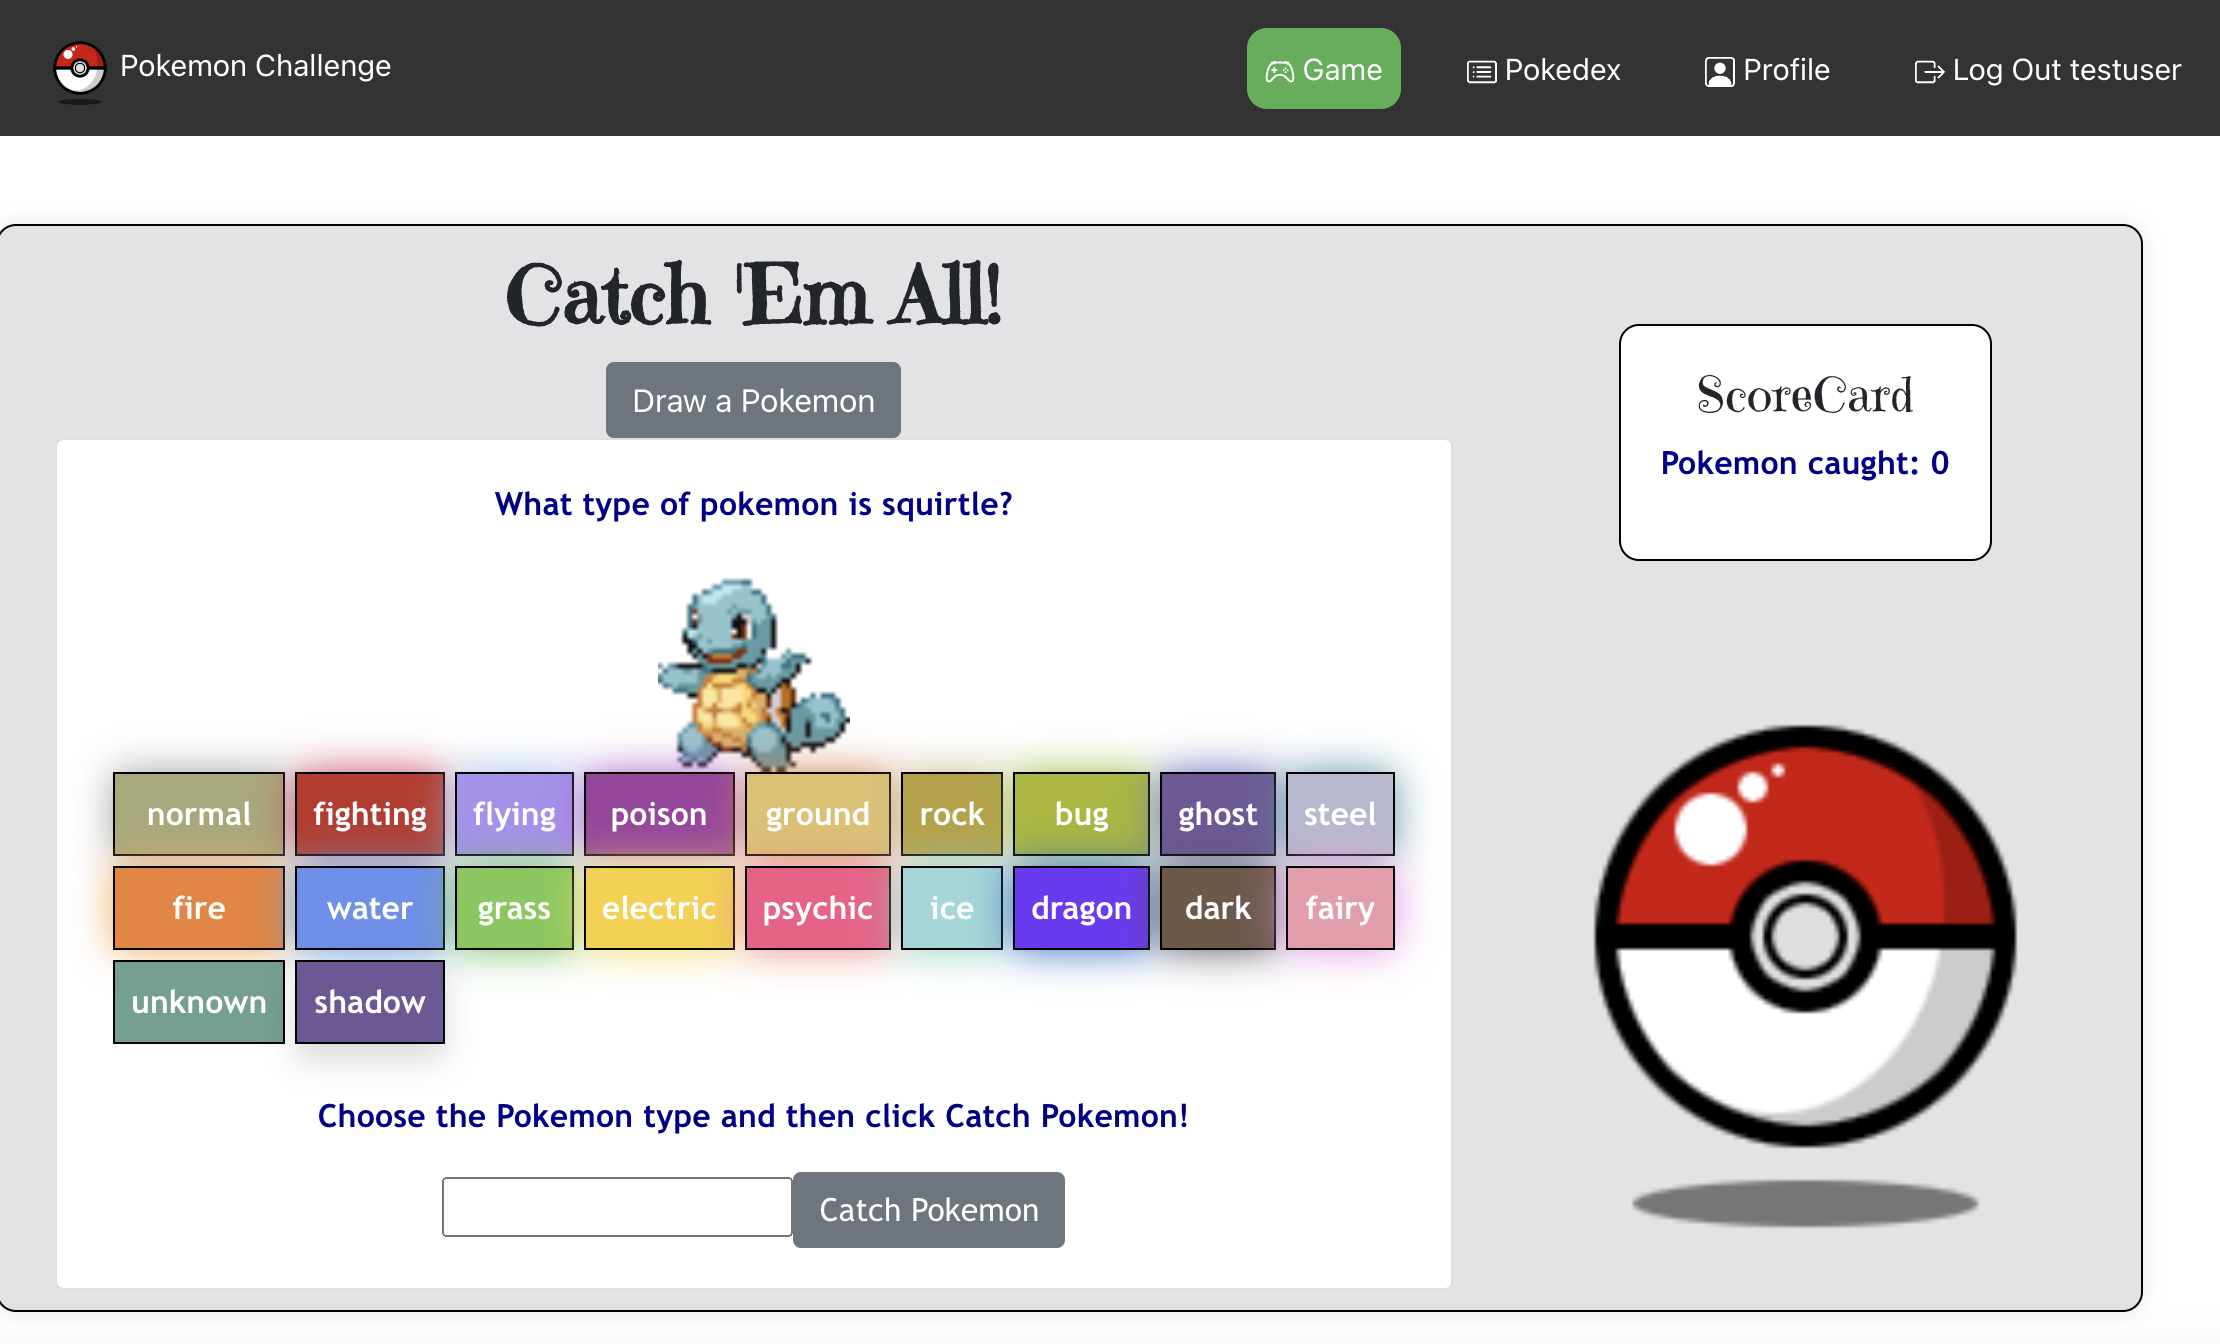 Pokemon Challenge
Game
Pokedex
Profile
Log Out testuser
Catch 'Em All!
Draw a Pokemon
What type of pokemon is squirtle?
normal fighting flying poison ground rock bug ghost steel
fire water grass electric psychic ice dragon dark fairy
unknown shadow
Choose the Pokemon type and then click Catch Pokemon!
Catch Pokemon
ScoreCard
Pokemon caught: 0